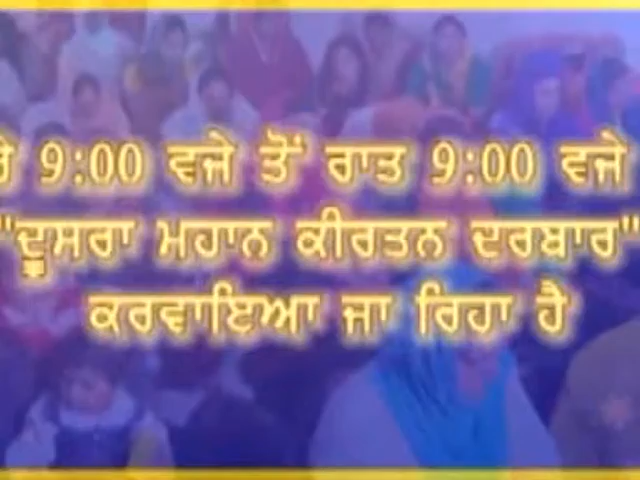 9:00 ਵਜੇ ਤੋਂ ਰਾਤ 9:00 ਵਜੇ
"ਦੂਸਰਾ ਮਹਾਨ ਕੀਰਤਨ ਦਰਬਾਰ"
ਕਰਵਾਇਆ ਜਾ ਰਿਹਾ ਹੈ